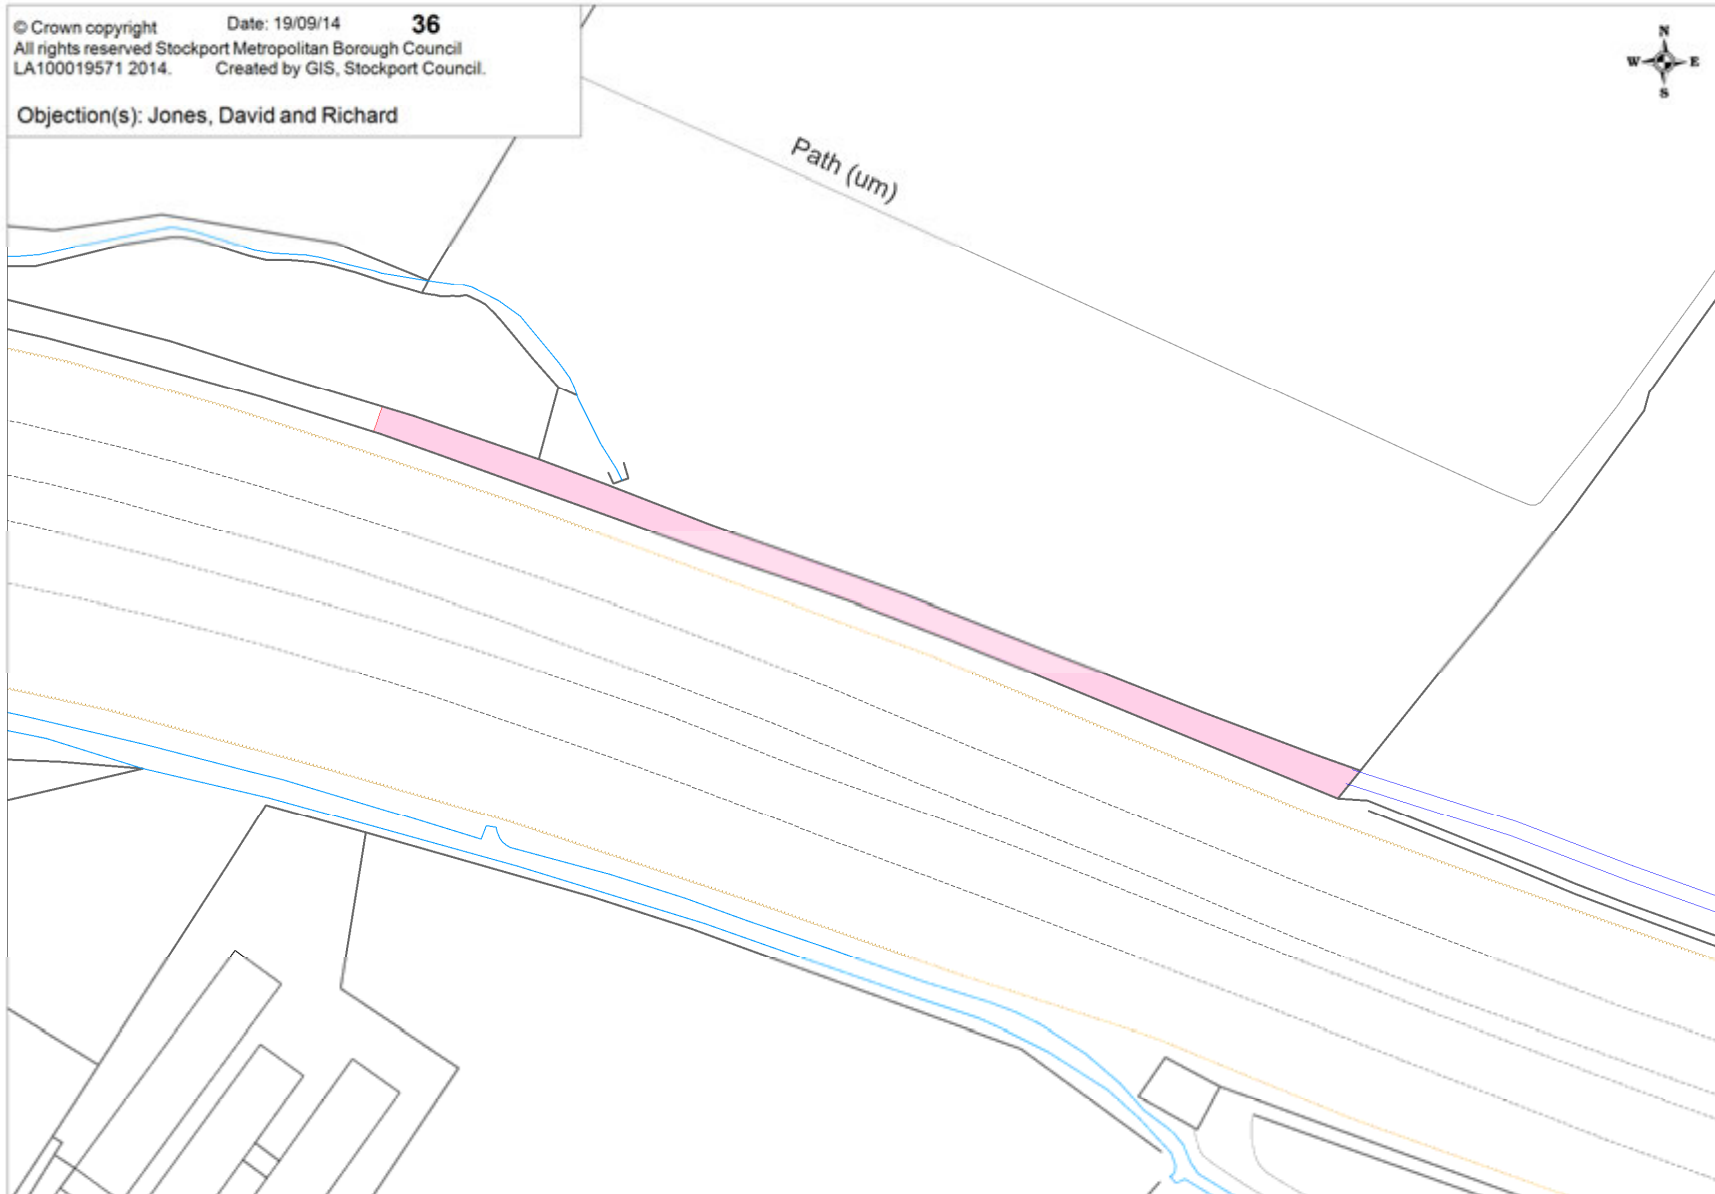 © Crown copyright Date: 19/09/14 36
All rights reserved Stockport Metropolitan Borough Council
LA100019571 2014. Created by GIS, Stockport Council.
Objection(s): Jones, David and Richard
N
W E
S
Path (um)